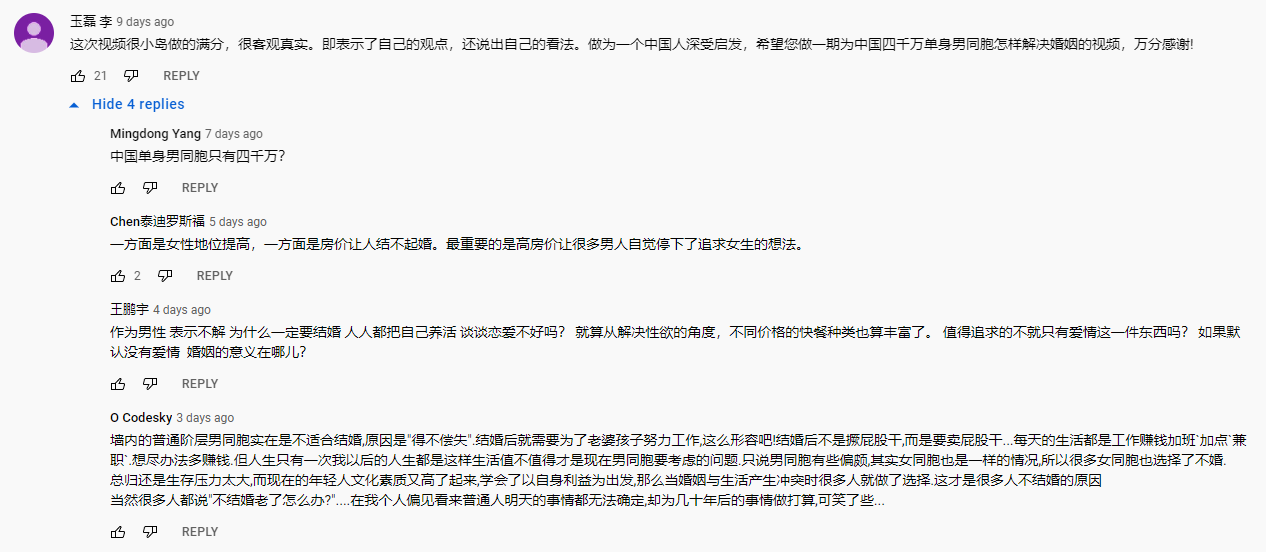 玉磊 李 9 days ago
这次视频很小岛做的满分，很客观真实。即表示了自己的观点，还说出自己的看法。做为一个中国人深受启发，希望您做一期为中国四千万单身男同胞怎样解决婚姻的视频，万分感谢!
21 REPLY
Hide 4 replies
Mingdong Yang 7 days ago
中国单身男同胞只有四千万？
REPLY
Chen泰迪罗斯福 5 days ago
一方面是女性地位提高，一方面是房价让人结不起婚。最重要的是高房价让很多男人自觉停下了追求女生的想法。
2 REPLY
王鹏宇 4 days ago
作为男性 表示不解 为什么一定要结婚 人人都把自己养活 谈谈恋爱不好吗？ 就算从解决性欲的角度，不同价格的快餐种类也算丰富了。 值得追求的不就只有爱情这一件东西吗？ 如果默
认没有爱情 婚姻的意义在哪儿？
REPLY
O Codesky 3 days ago
墙内的普通阶层男同胞实在是不适合结婚,原因是"得不偿失".结婚后就需要为了老婆孩子努力工作,这么形容吧!结婚后不是撅屁股干,而是要卖屁股干...每天的生活都是工作赚钱加班`加点`兼
职`.想尽办法多赚钱.但人生只有一次我以后的人生都是这样生活值不值得才是现在男同胞要考虑的问题.只说男同胞有些偏颇,其实女同胞也是一样的情况,所以很多女同胞也选择了不婚.
总归还是生存压力太大,而现在的年轻人文化素质又高了起来,学会了以自身利益为出发,那么当婚姻与生活产生冲突时很多人就做了选择.这才是很多人不结婚的原因
当然很多人都说"不结婚老了怎么办?"....在我个人偏见看来普通人明天的事情都无法确定,却为几十年后的事情做打算,可笑了些...
REPLY